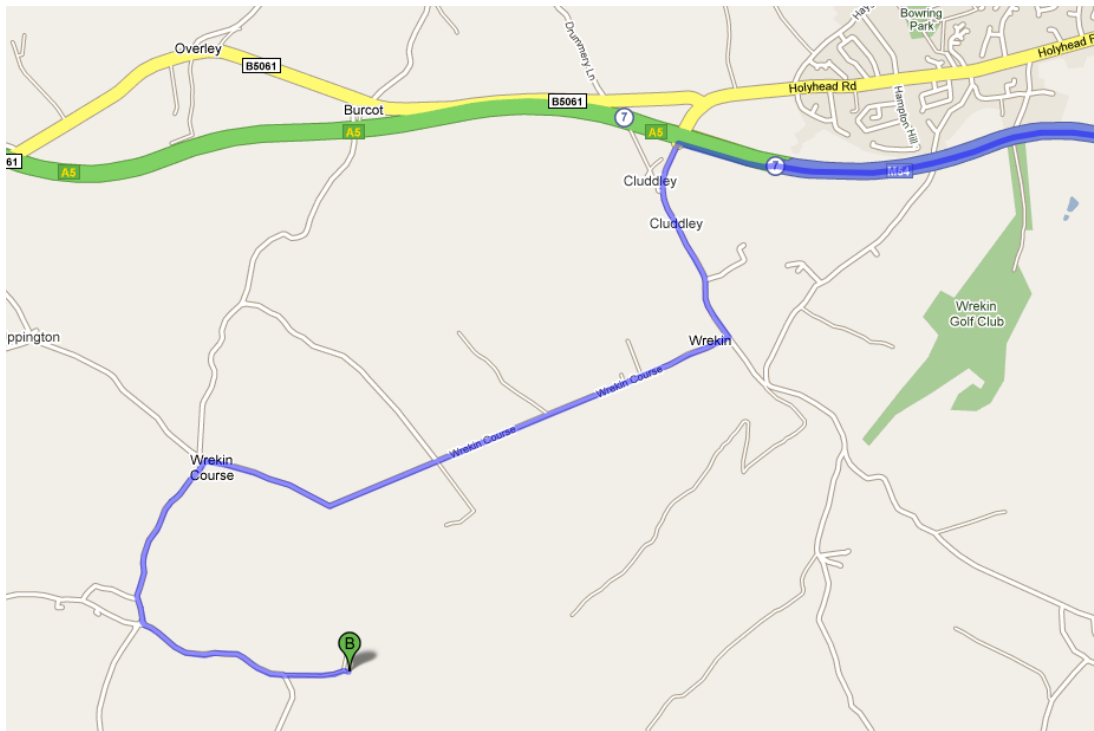 Bowring
Park
Overley
B5061
Drummery Ln
Holyhead R
Holyhead Rd
Hampton Hill
Burcot
B5061
7
A5
A5
61
A5
7
M54
Cluddley
Cluddley
Wrekin
Golf Club
ppington
Wrekin
Wrekin Course
Wrekin Course
Wrekin
Course
B